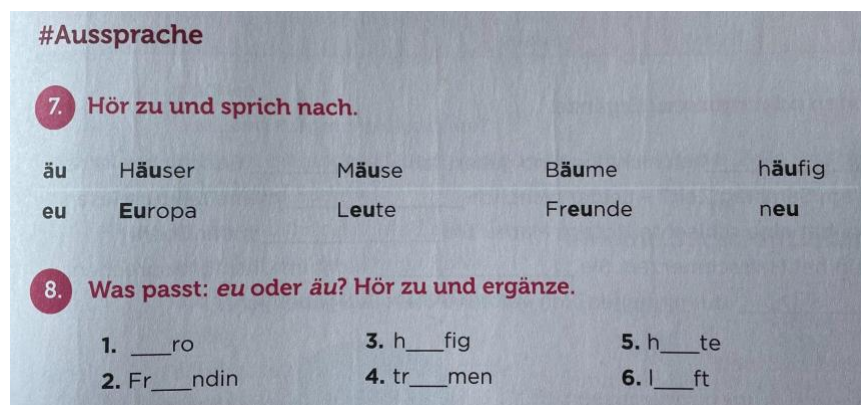 #Aussprache
7. Hör zu und sprich nach.
äu Häuser Mäuse Bäume häufig
eu Europa Leute Freunde neu
8. Was passt: eu oder äu? Hör zu und ergänze.
1. ___ro 3. h___fig 5. h___te
2. Fr___ndin 4. tr___men 6. l___ft